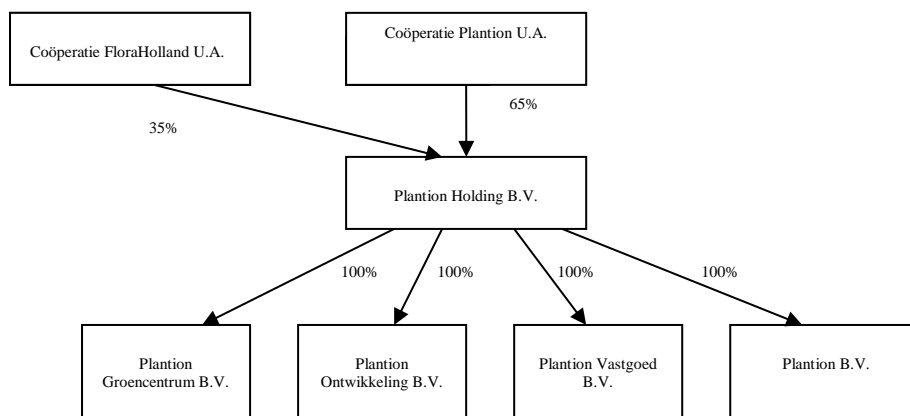 Coöperatie FloraHolland U.A.
Coöperatie Plantion U.A.
35%
65%
Plantion Holding B.V.
100%
100%
100%
100%
Plantion
Groencentrum B.V.
Plantion
Ontwikkeling B.V.
Plantion Vastgoed
B.V.
Plantion B.V.